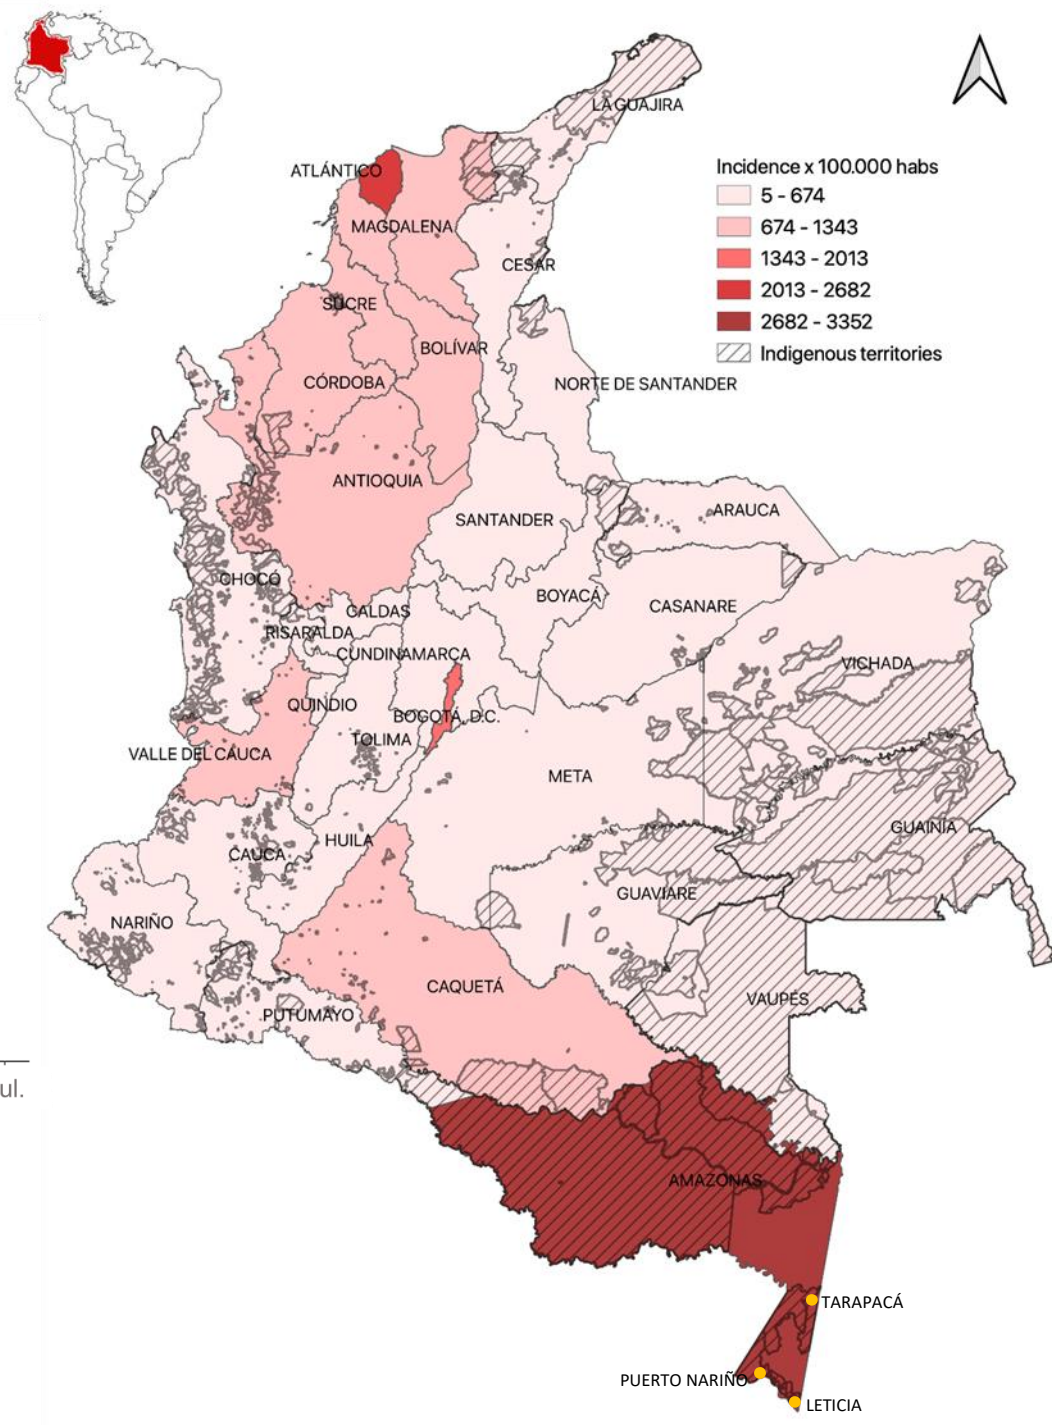 LA GUAJIRA
ATLÁNTICO
MAGDALENA
CESAR
SUCRE
BOLÍVAR
NORTE DE SANTANDER
CÓRDOBA
ANTIOQUIA
SANTANDER
ARAUCA
CHOCÓ
BOYACÁ
CASANARE
CALDAS
RISARALDA
CUNDINAMARCA
VICHADA
QUINDIO
BOGOTÁ, D.C.
TOLIMA
VALLE DEL CAUCA
META
GUAINÍA
HUILA
CAUCA
GUAVIARE
NARIÑO
CAQUETÁ
VAUPÉS
PUTUMAYO
AMAZONAS
TARAPACÁ
PUERTO NARIÑO
LETICIA
Incidence x 100.000 habs
5 - 674
674 - 1343
1343 - 2013
2013 - 2682
2682 - 3352
Indigenous territories
ul.